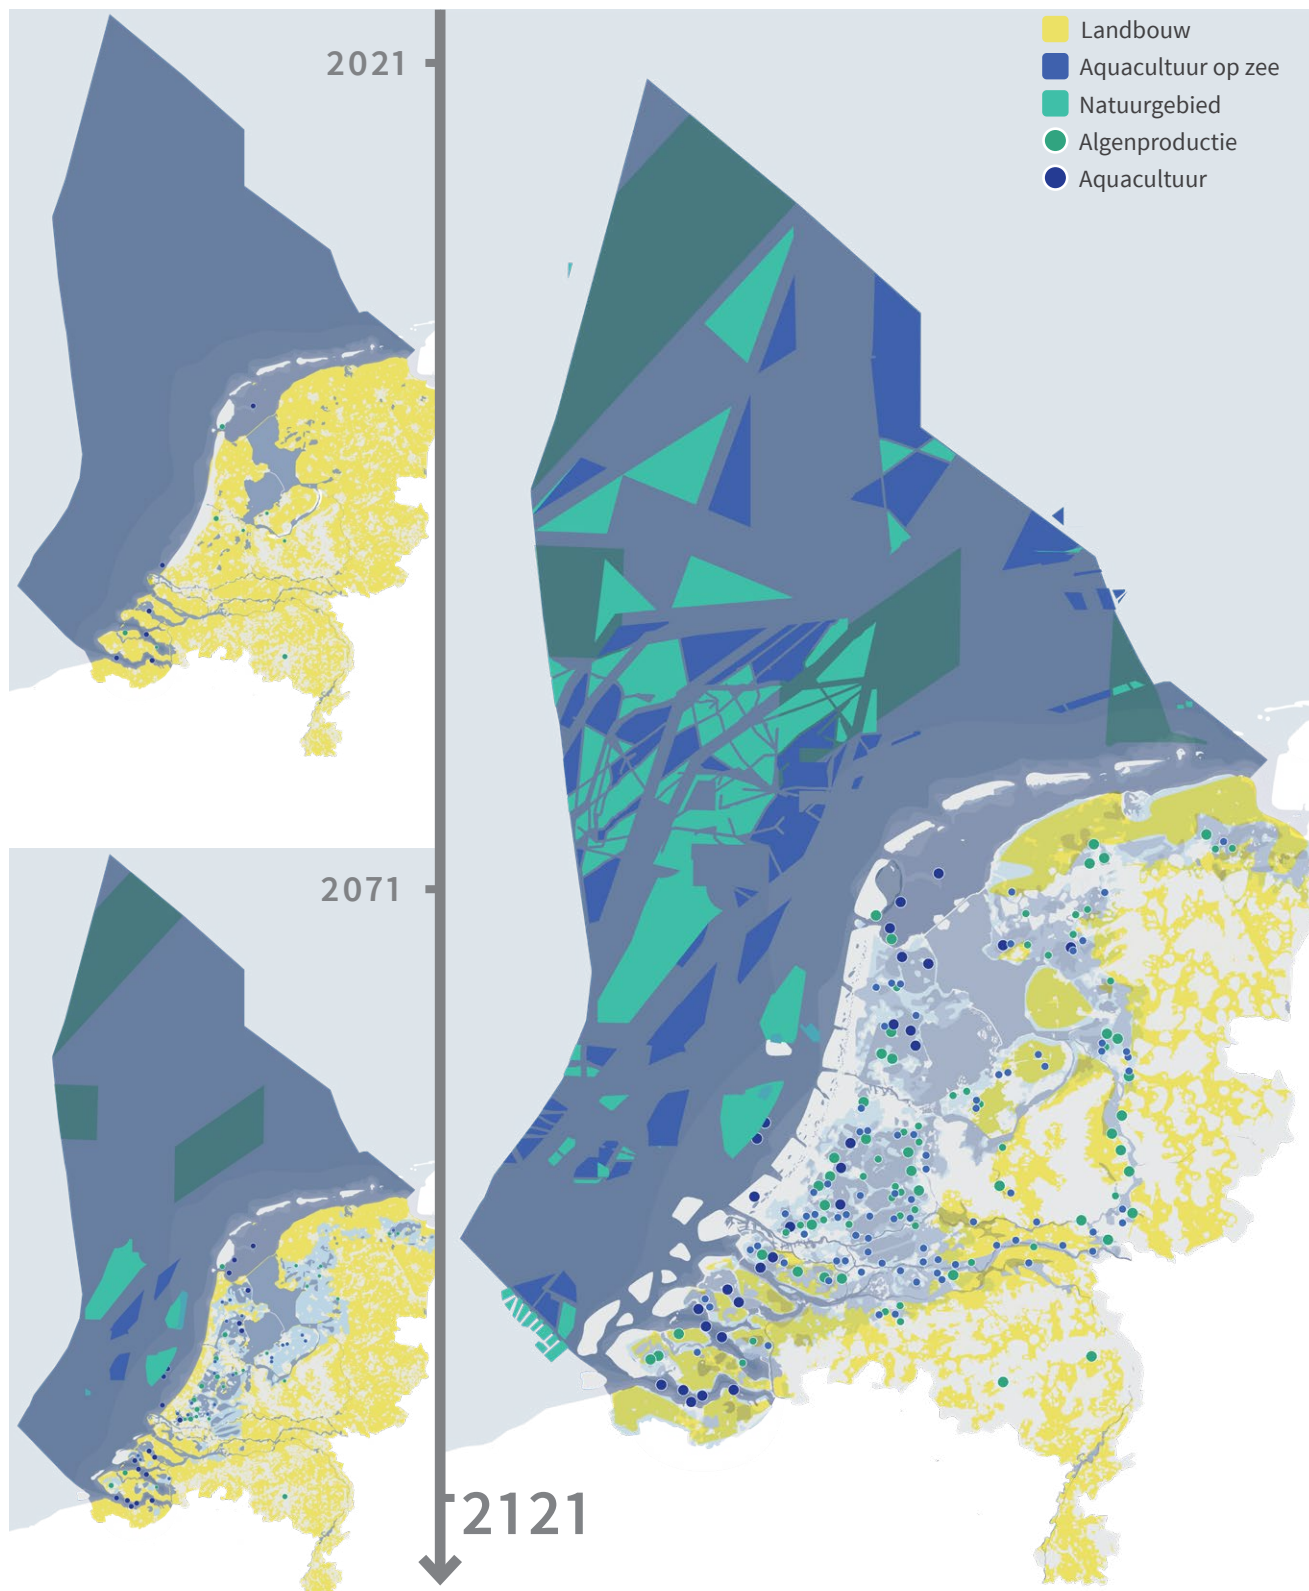 2021
Landbouw
Aquacultuur op zee
Natuurgebied
Algenproductie
Aquacultuur
2071
2121